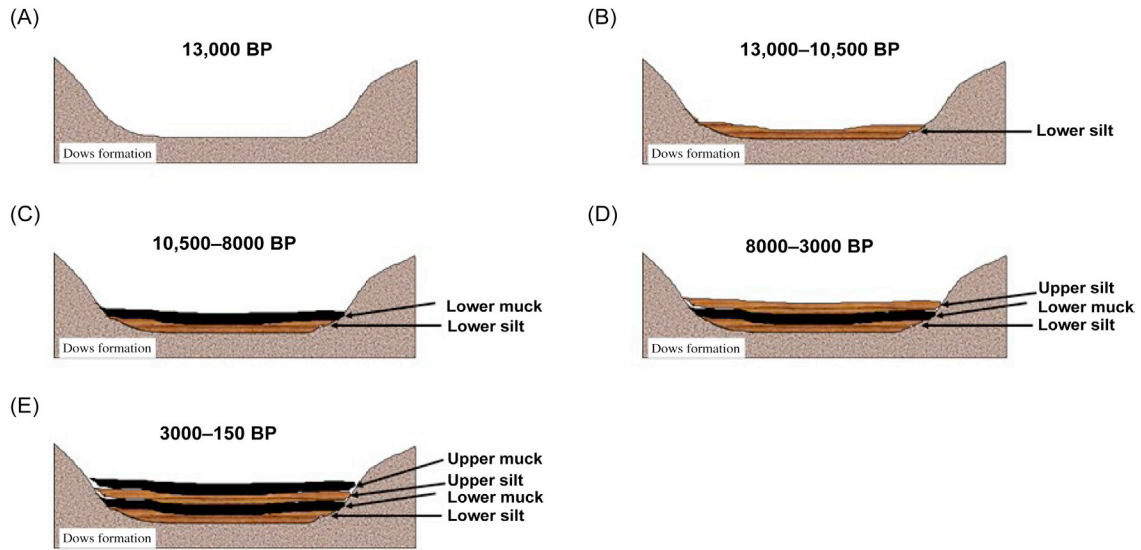 (A)
13,000 BP
Dows formation
(B)
13,000–10,500 BP
Lower silt
Dows formation
(C)
10,500–8000 BP
Lower muck
Lower silt
Dows formation
(D)
8000–3000 BP
Upper silt
Lower muck
Lower silt
Dows formation
(E)
3000–150 BP
Upper muck
Upper silt
Lower muck
Lower silt
Dows formation